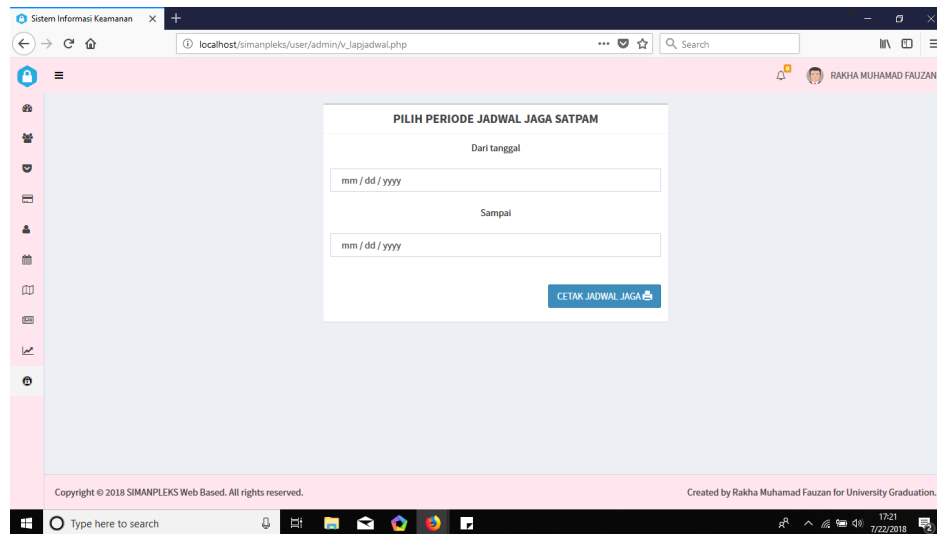 Sistem Informasi Keamanan
localhost/simanpleks/user/admin/v_lapjadwal.php
Search
0
RAKHA MUHAMAD FAUZAN
PILIH PERIODE JADWAL JAGA SATPAM
Dari tanggal
mm / dd / yyyy
Sampai
mm / dd / yyyy
CETAK JADWAL JAGA
Copyright © 2018 SIMANPLEKS Web Based. All rights reserved.
Created by Rakha Muhamad Fauzan for University Graduation.
Type here to search
17:21
7/22/2018
2